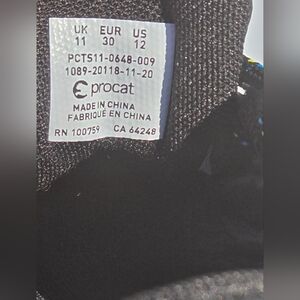 UK EUR US
11 30 12
PCTS11-0648-009
1089-20118-11-20
procat
MADE IN CHINA
FABRIQUÉ EN CHINA
RN 100759 CA 64248